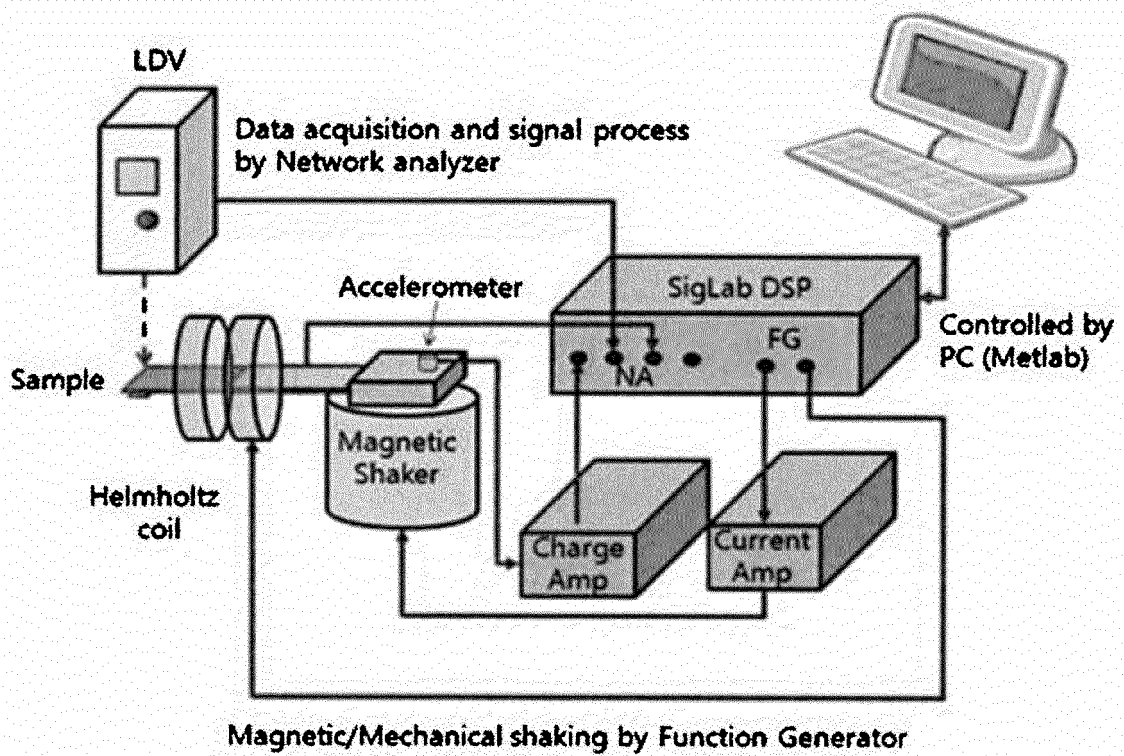 LDV
Data acquisition and signal process
by Network analyzer
Accelerometer
SigLab DSP
FG
NA
Controlled by
PC (Metlab)
Sample
Magnetic
Shaker
Helmholtz
coil
Charge
Amp
Current
Amp
Magnetic/Mechanical shaking by Function Generator